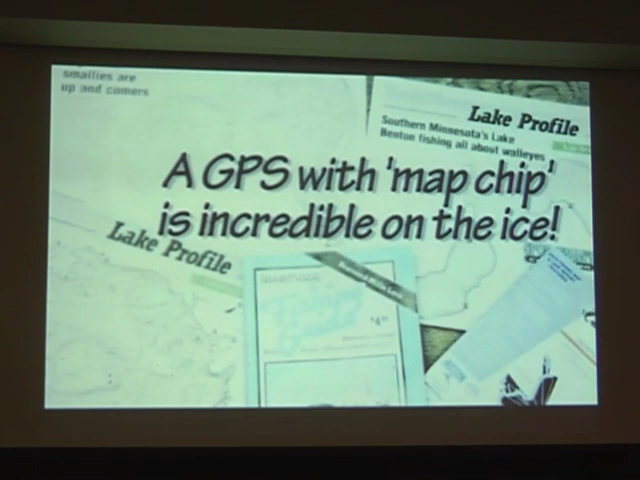 smallies are
up and comers
Lake Profile
Southern Minnesota's Lake
Benton fishing all about walleyes
A GPS with 'map chip'
is incredible on the ice!
Lake Profile